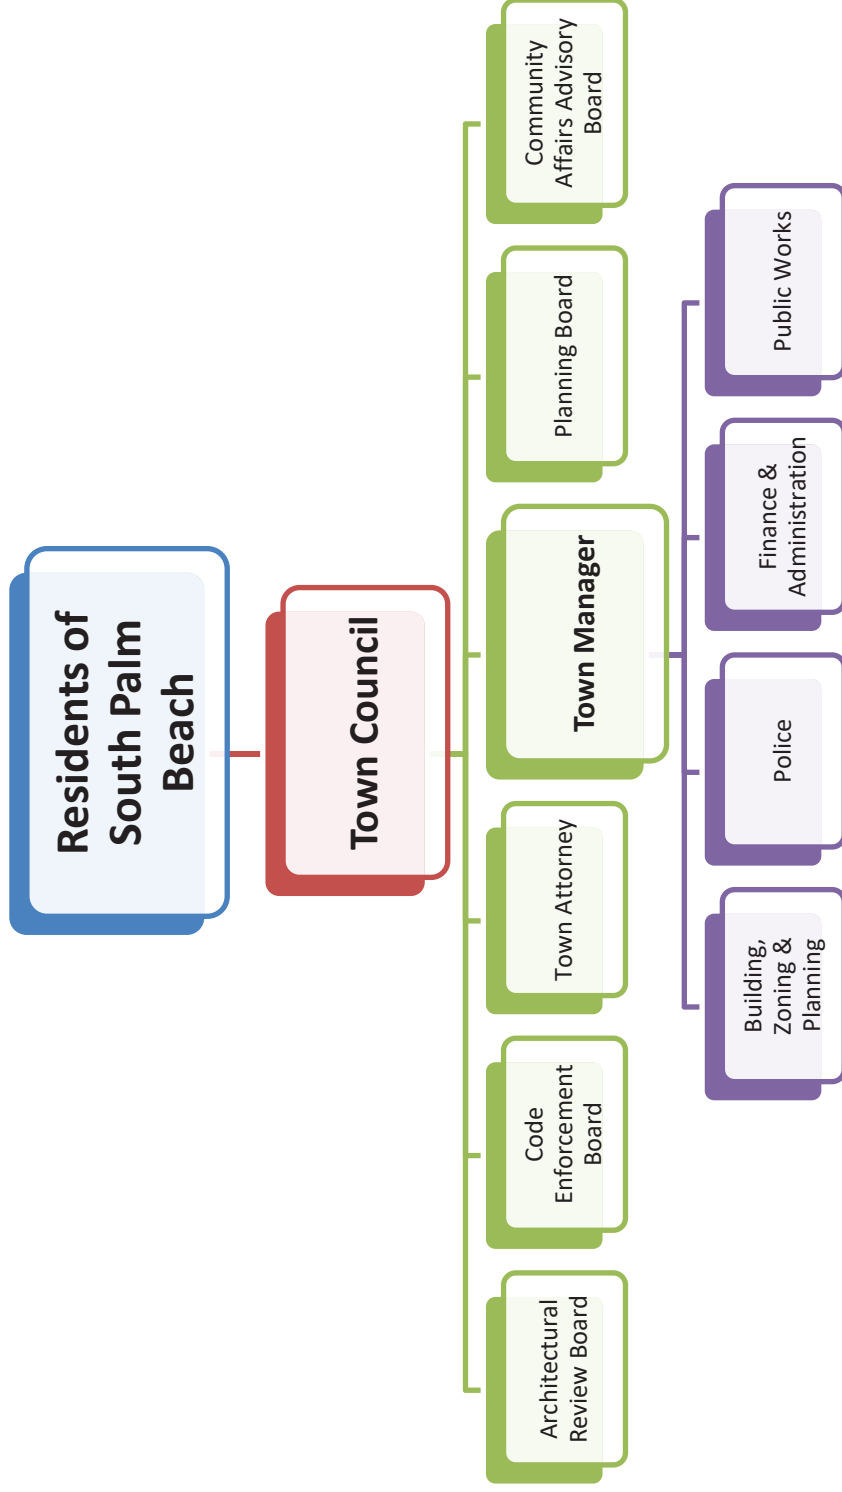 Residents of
South Palm
Beach
Town Council
Architectural
Review Board
Code
Enforcement
Board
Town Attorney
Town Manager
Planning Board
Community
Affairs Advisory
Board
Building,
Zoning &
Planning
Police
Finance &
Administration
Public Works